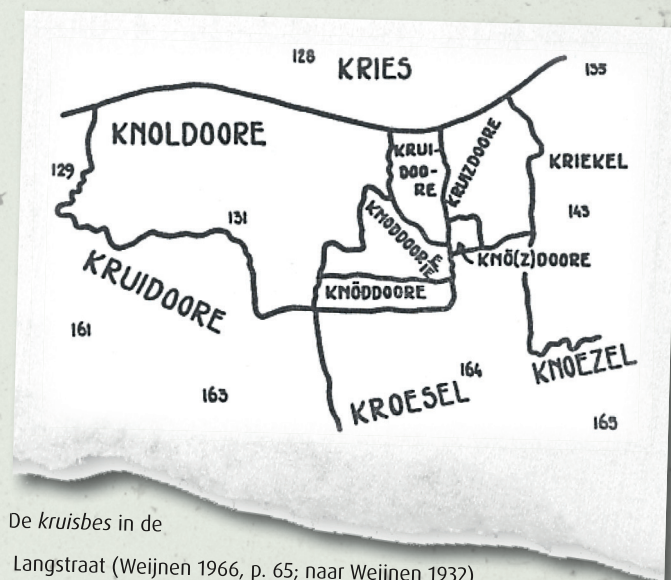 128 KRIES 135
KNOLDOORE
KRUI-
DOO-
RE
KRUIZDOORE
129
KRIEKEL
131
143
KNODDOORE
KNÖ(Z)DOORE
KRUIDOORE
KNÖDDOORE
161
163
KROESEL
164
KNOEZEL
165
De kruisbes in de
Langstraat (Weijnen 1966, p. 65; naar Weijnen 1932)